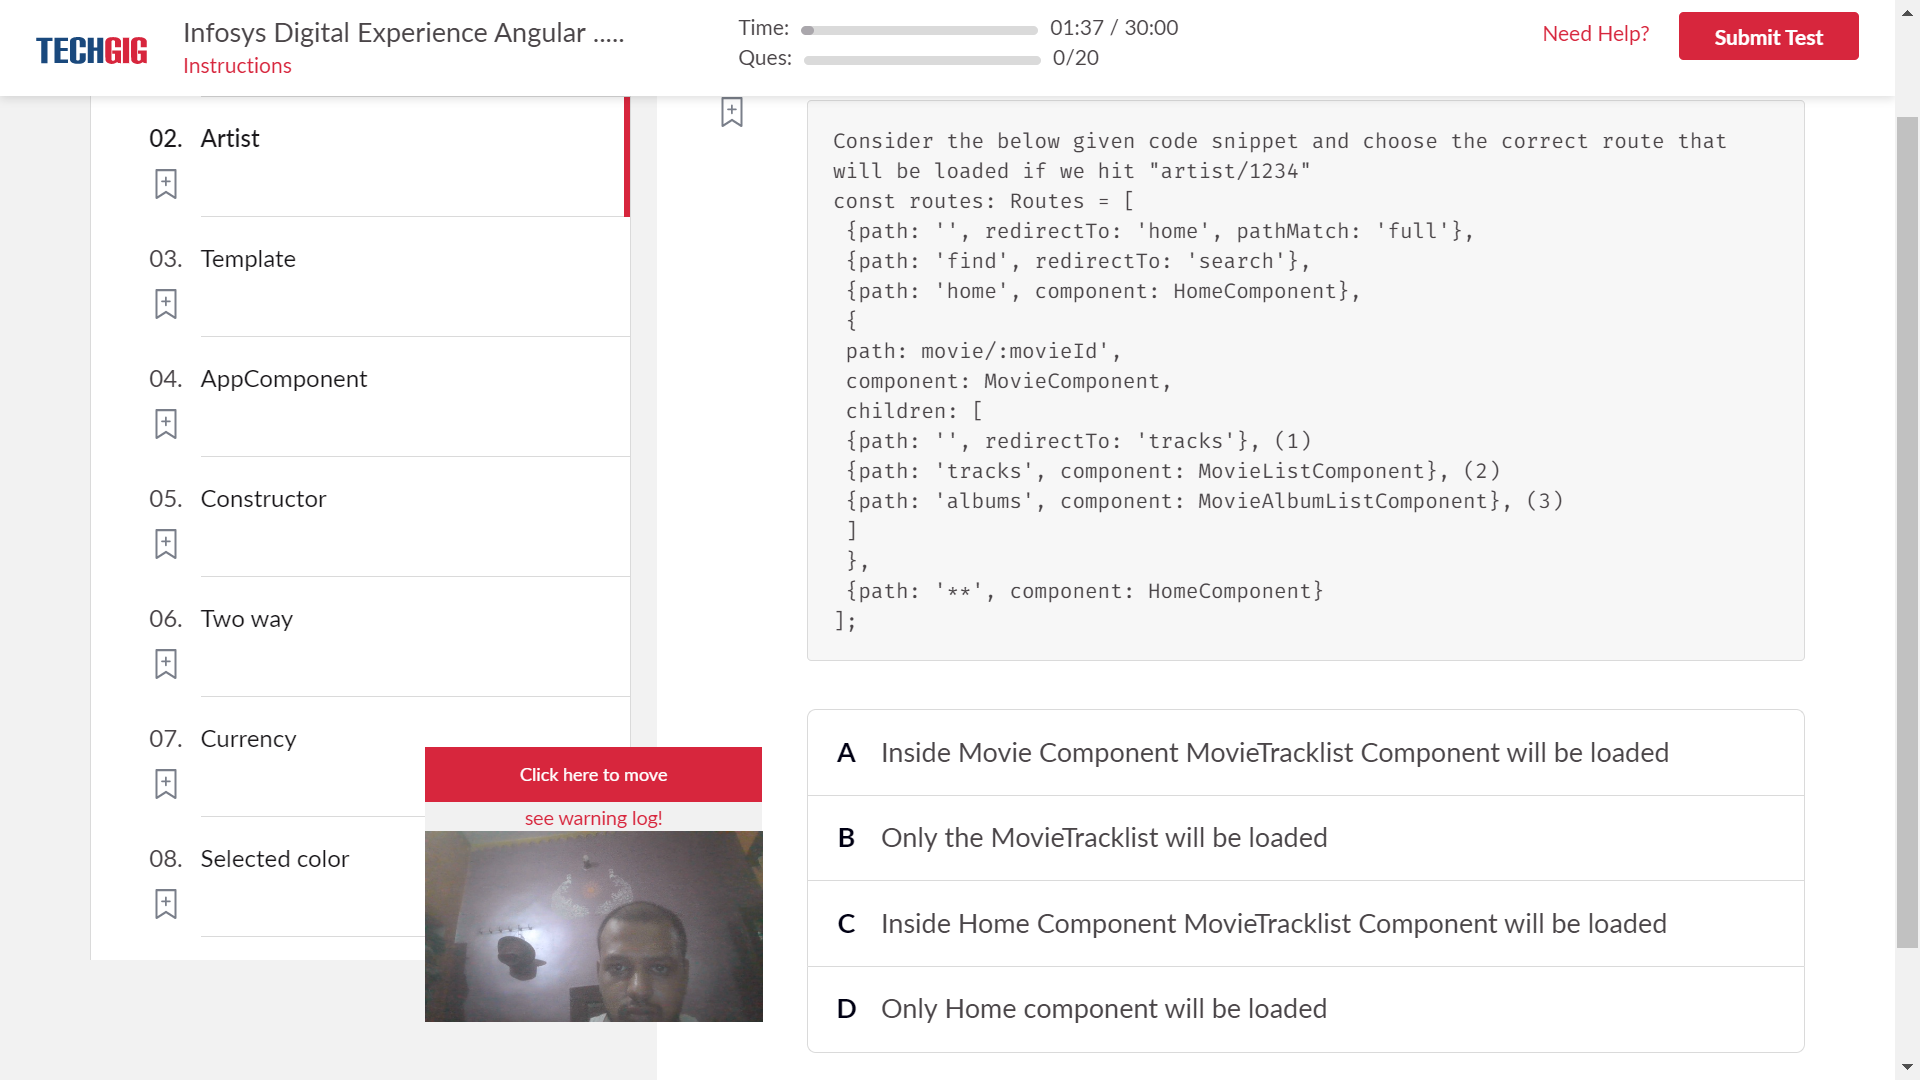 TECHGIG
Infosys Digital Experience Angular .....
Instructions
Time: 01:37 / 30:00
Ques: 0/20
Need Help?
Submit Test
02. Artist
03. Template
04. AppComponent
05. Constructor
06. Two way
07. Currency
08. Selected color
Click here to move
see warning log!
Consider the below given code snippet and choose the correct route that
will be loaded if we hit "artist/1234"
const routes: Routes = [
{path: '', redirectTo: 'home', pathMatch: 'full'},
{path: 'find', redirectTo: 'search'},
{path: 'home', component: HomeComponent},
{
path: movie/:movieId',
component: MovieComponent,
children: [
{path: '', redirectTo: 'tracks'}, (1)
{path: 'tracks', component: MovieListComponent}, (2)
{path: 'albums', component: MovieAlbumListComponent}, (3)
]
},
{path: '**', component: HomeComponent}
];
A Inside Movie Component MovieTracklist Component will be loaded
B Only the MovieTracklist will be loaded
C Inside Home Component MovieTracklist Component will be loaded
D Only Home component will be loaded